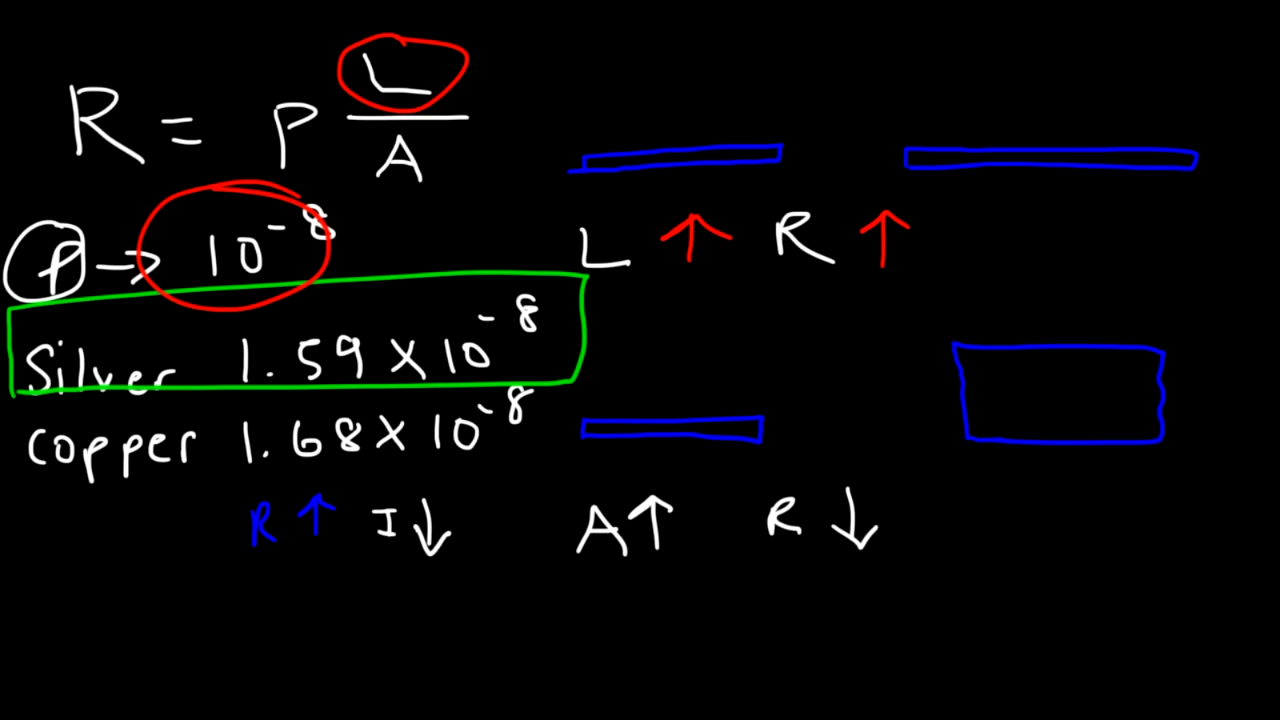 R = ρ L/A
ρ → 10⁻⁸
L ↑ R ↑
Silver 1.59 × 10⁻⁸
copper 1.68 × 10⁻⁸
R ↑ I ↓
A ↑ R ↓